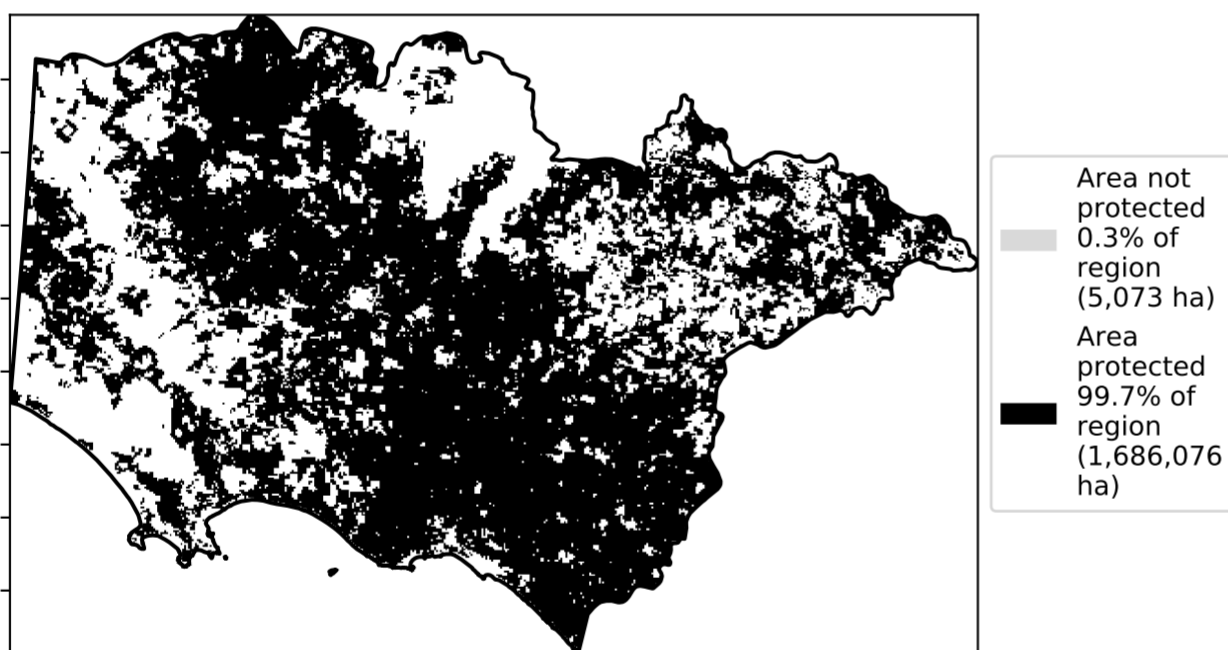 Area not
protected
0.3% of
region
(5,073 ha)
Area
protected
99.7% of
region
(1,686,076
ha)